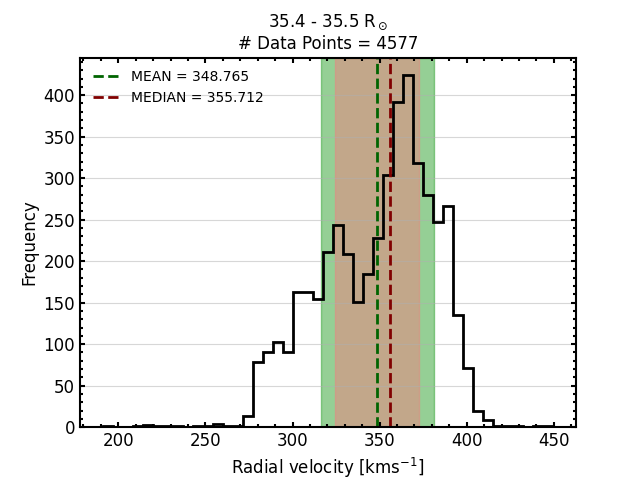 35.4 - 35.5 R⊙
# Data Points = 4577
MEAN = 348.765
MEDIAN = 355.712
Frequency
400
350
300
250
200
150
100
50
0
200 250 300 350 400 450
Radial velocity [kms⁻¹]